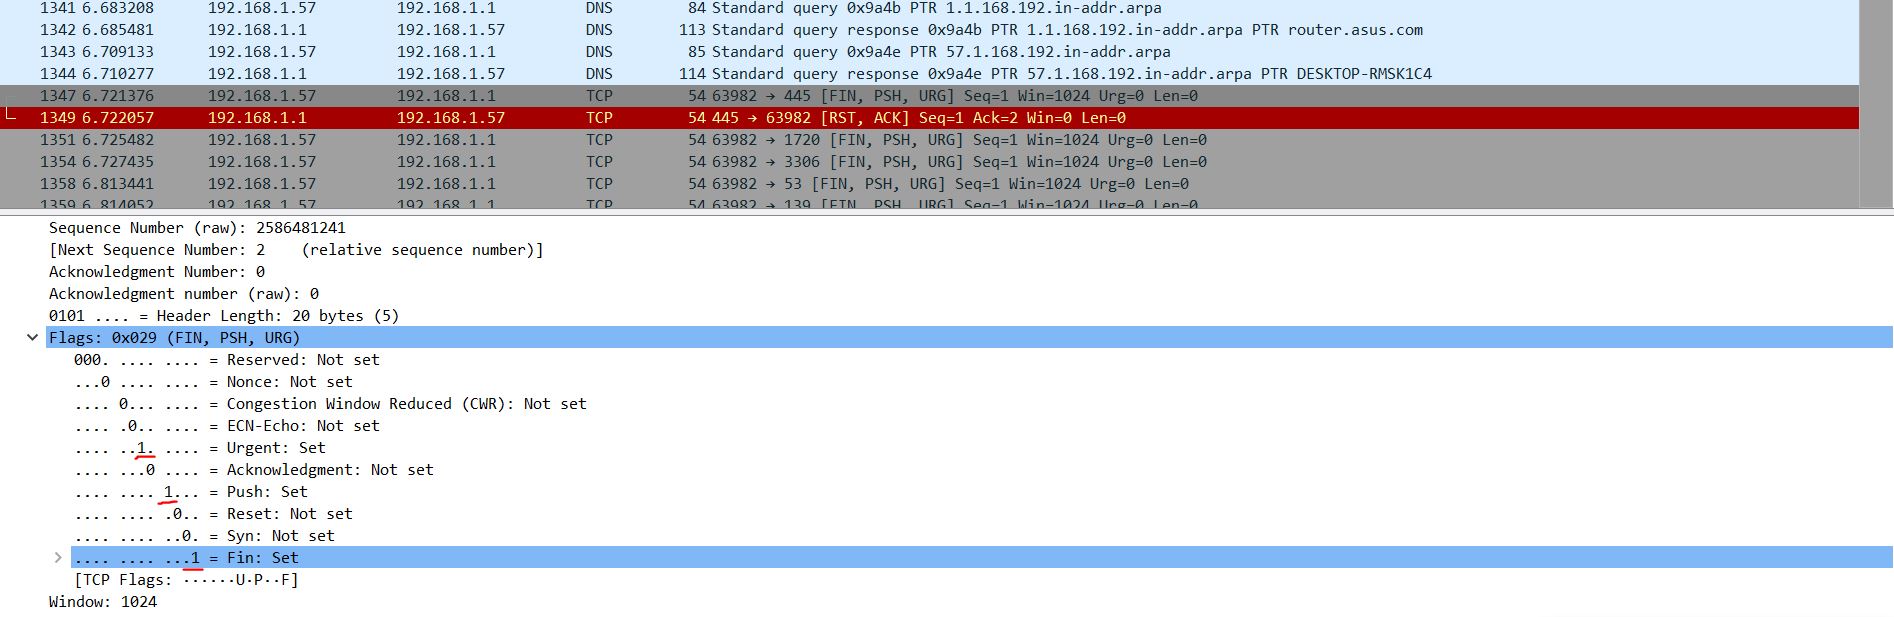 1341 6.683208 192.168.1.57 192.168.1.1 DNS 84 Standard query 0x9a4b PTR 1.1.168.192.in-addr.arpa
1342 6.685481 192.168.1.1 192.168.1.57 DNS 113 Standard query response 0x9a4b PTR 1.1.168.192.in-addr.arpa PTR router.asus.com
1343 6.709133 192.168.1.57 192.168.1.1 DNS 85 Standard query 0x9a4e PTR 57.1.168.192.in-addr.arpa
1344 6.710277 192.168.1.1 192.168.1.57 DNS 114 Standard query response 0x9a4e PTR 57.1.168.192.in-addr.arpa PTR DESKTOP-RMSK1C4
1347 6.721376 192.168.1.57 192.168.1.1 TCP 54 63982 → 445 [FIN, PSH, URG] Seq=1 Win=1024 Urg=0 Len=0
1349 6.722057 192.168.1.1 192.168.1.57 TCP 54 445 → 63982 [RST, ACK] Seq=1 Ack=2 Win=0 Len=0
1351 6.725482 192.168.1.57 192.168.1.1 TCP 54 63982 → 1720 [FIN, PSH, URG] Seq=1 Win=1024 Urg=0 Len=0
1354 6.727435 192.168.1.57 192.168.1.1 TCP 54 63982 → 3306 [FIN, PSH, URG] Seq=1 Win=1024 Urg=0 Len=0
1358 6.813441 192.168.1.57 192.168.1.1 TCP 54 63982 → 53 [FIN, PSH, URG] Seq=1 Win=1024 Urg=0 Len=0
1359 6.814052 192.168.1.57 192.168.1.1 TCP 54 63982 → 139 [FIN, PSH, URG] Seq=1 Win=1024 Urg=0 Len=0
Sequence Number (raw): 2586481241
[Next Sequence Number: 2    (relative sequence number)]
Acknowledgment Number: 0
Acknowledgment number (raw): 0
0101 .... = Header Length: 20 bytes (5)
Flags: 0x029 (FIN, PSH, URG)
000. .... .... = Reserved: Not set
...0 .... .... = Nonce: Not set
.... 0... .... = Congestion Window Reduced (CWR): Not set
.... .0.. .... = ECN-Echo: Not set
.... ..1. .... = Urgent: Set
.... ...0 .... = Acknowledgment: Not set
.... .... 1... = Push: Set
.... .... .0.. = Reset: Not set
.... .... ..0. = Syn: Not set
.... .... ...1 = Fin: Set
[TCP Flags: ······U·P··F]
Window: 1024